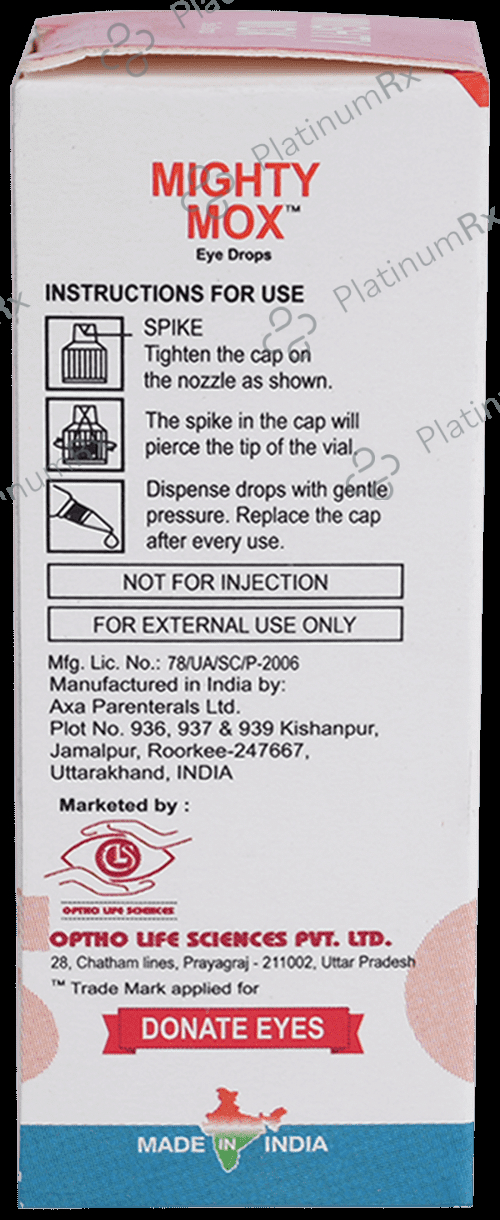 MIGHTY
MOX™
Eye Drops
INSTRUCTIONS FOR USE
SPIKE
Tighten the cap on
the nozzle as shown.
The spike in the cap will
pierce the tip of the vial
Dispense drops with gentle
pressure. Replace the cap
after every use.
NOT FOR INJECTION
FOR EXTERNAL USE ONLY
Mfg. Lic. No.: 78/UA/SC/P-2006
Manufactured in India by:
Axa Parenterals Ltd.
Plot No. 936, 937 & 939 Kishanpur,
Jamalpur, Roorkee-247667,
Uttarakhand, INDIA
Marketed by :
OLS
OPTHO LIFE SCIENCES
OPTHO LIFE SCIENCES PVT. LTD.
28, Chatham lines, Prayagraj - 211002, Uttar Pradesh
™ Trade Mark applied for
DONATE EYES
MADE IN INDIA
PlatinumRx
PlatinumRx
PlatinumRx